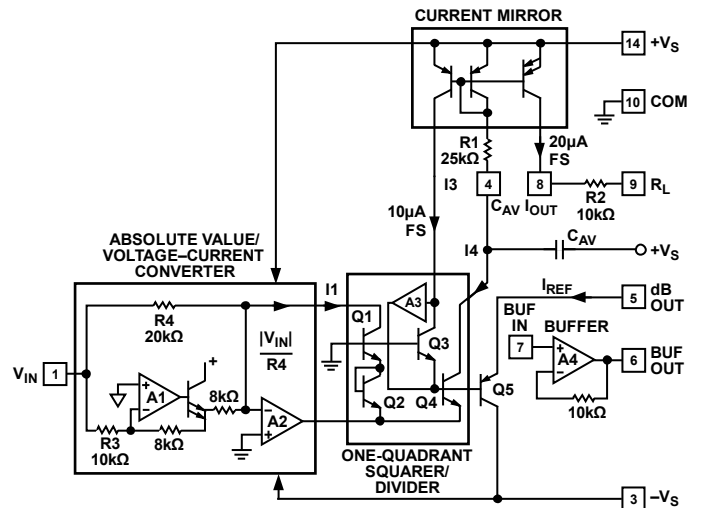 CURRENT MIRROR
14 +VS
10 COM
R1
25kΩ
20µA
FS
I3
4
8
9 RL
CAV
IOUT
R2
10kΩ
10µA
FS
ABSOLUTE VALUE/
VOLTAGE–CURRENT
CONVERTER
I4
CAV
+VS
I1
A3
IREF
5 dB
OUT
R4
20kΩ
|VIN|
R4
Q1
Q3
BUF
IN
7
BUFFER
VIN 1
+
+
A1
–
8kΩ
–
A2
+
Q2
Q4
Q5
+
A4
–
6 BUF
OUT
R3
10kΩ
8kΩ
10kΩ
ONE-QUADRANT
SQUARER/
DIVIDER
3 –VS